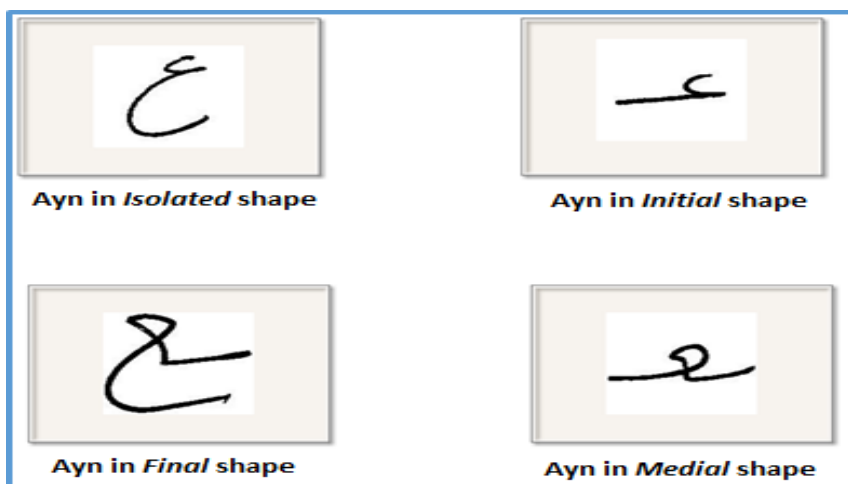 ع
عـ
Ayn in Isolated shape
Ayn in Initial shape
ـع
ـعـ
Ayn in Final shape
Ayn in Medial shape